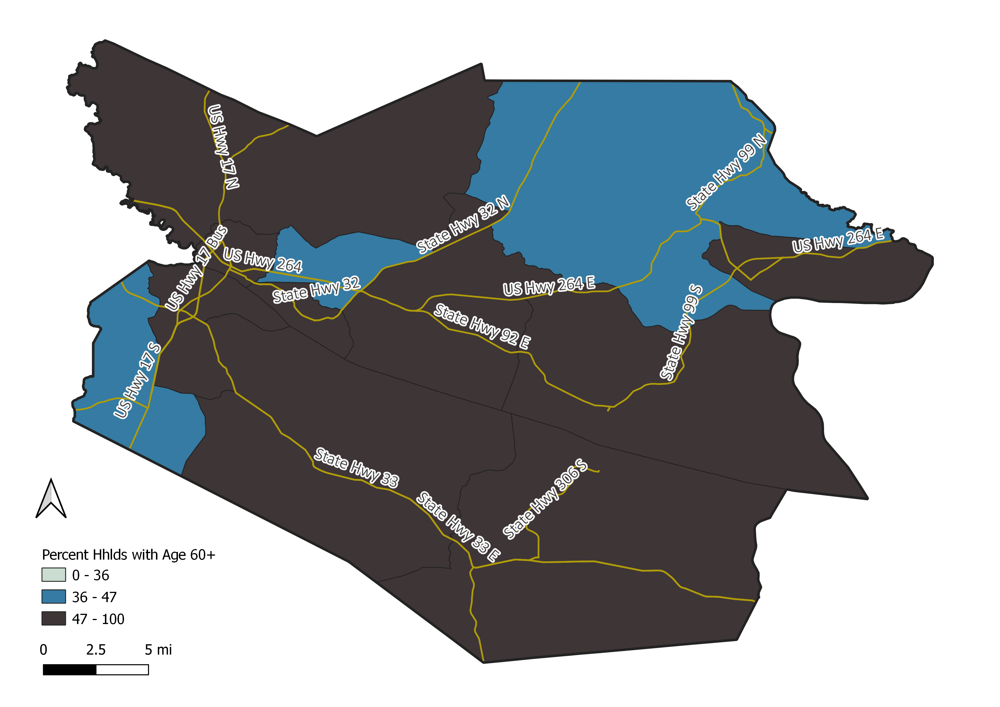 US Hwy 17 N
State Hwy 99 N
State Hwy 32 N
US Hwy 17 Bus
US Hwy 264
US Hwy 264 E
State Hwy 32
US Hwy 264 E
State Hwy 92 E
State Hwy 99 S
US Hwy 17 S
State Hwy 33
State Hwy 306 S
State Hwy 33 E
Percent Hhlds with Age 60+
0 - 36
36 - 47
47 - 100
0 2.5 5 mi